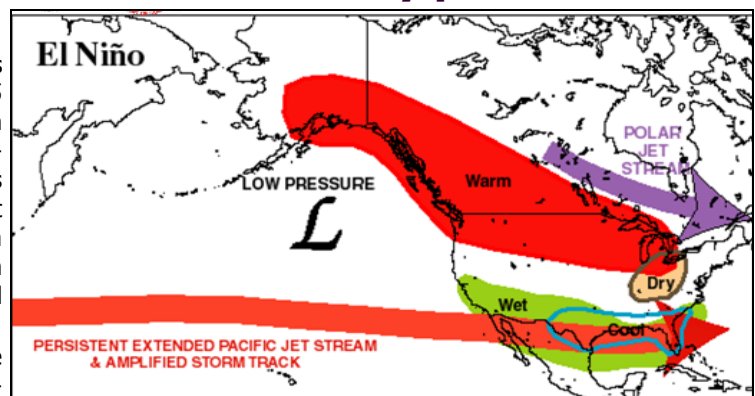 El Niño
POLAR
JET
STREAM
LOW PRESSURE
Warm
L
Dry
Wet
Cool
PERSISTENT EXTENDED PACIFIC JET STREAM
& AMPLIFIED STORM TRACK